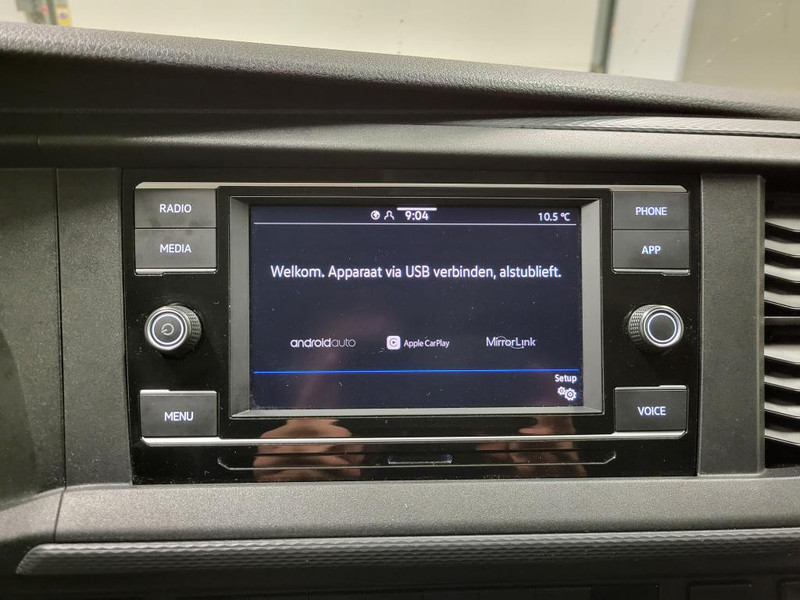 RADIO
MEDIA
MENU
9:04
10.5 °C
Welkom. Apparaat via USB verbinden, alstublieft.
androidauto
Apple CarPlay
MirrorLink
Setup
PHONE
APP
VOICE